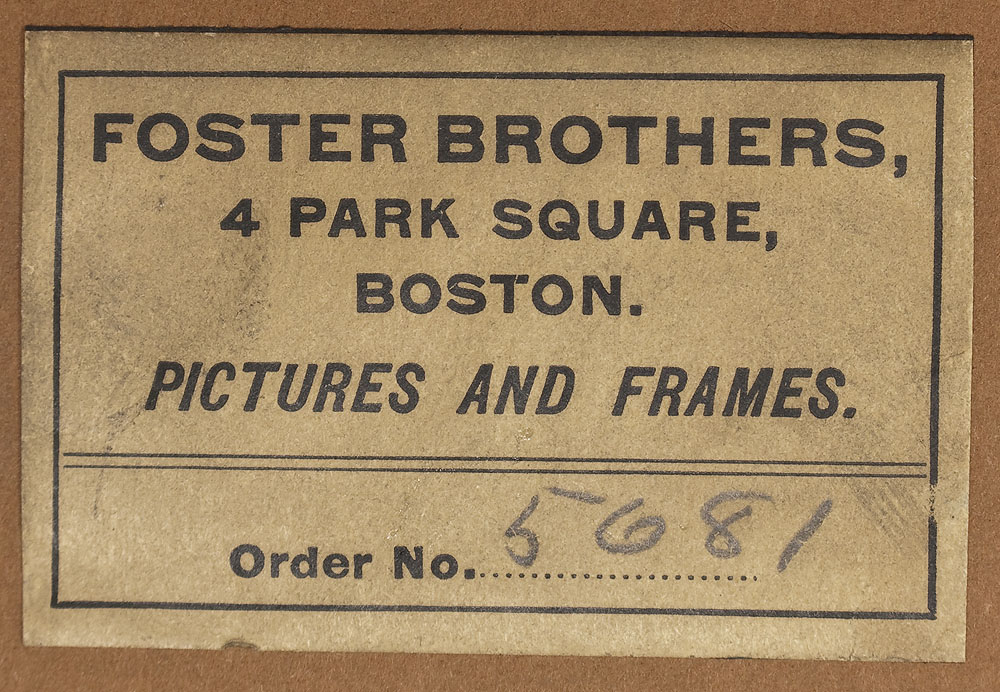 FOSTER BROTHERS,
4 PARK SQUARE,
BOSTON.
PICTURES AND FRAMES.
Order No. 5681